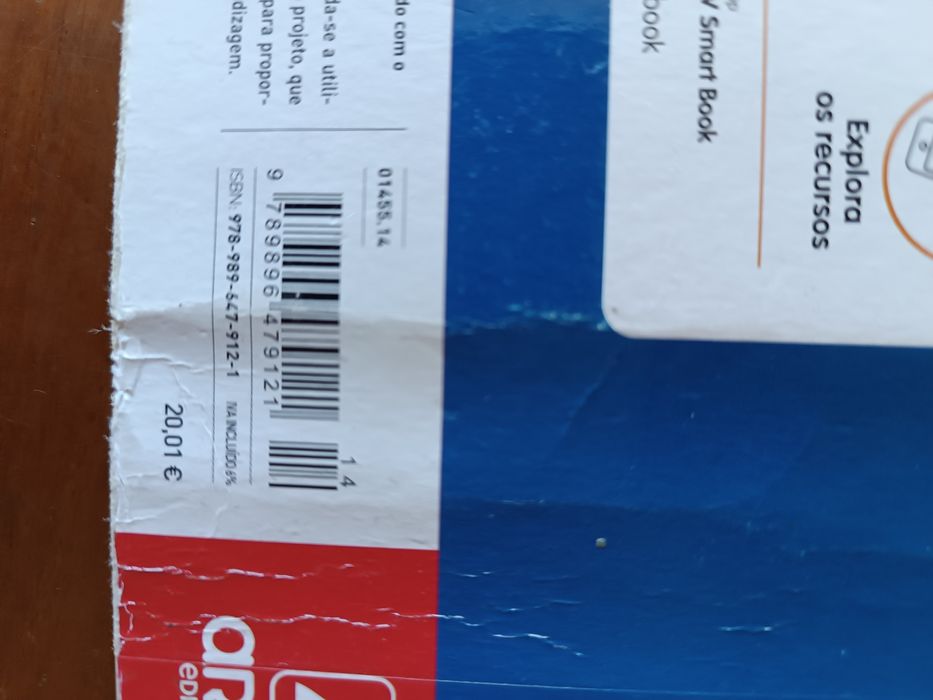 do com o
da-se a utili-
projeto, que
para propor-
dizagem.
01455.14
9 789896 479121
14
ISBN: 978-989-647-912-1 IVA INCLUÍDO 6%
20,01 €
Smart Book
book
Explora
os recursos